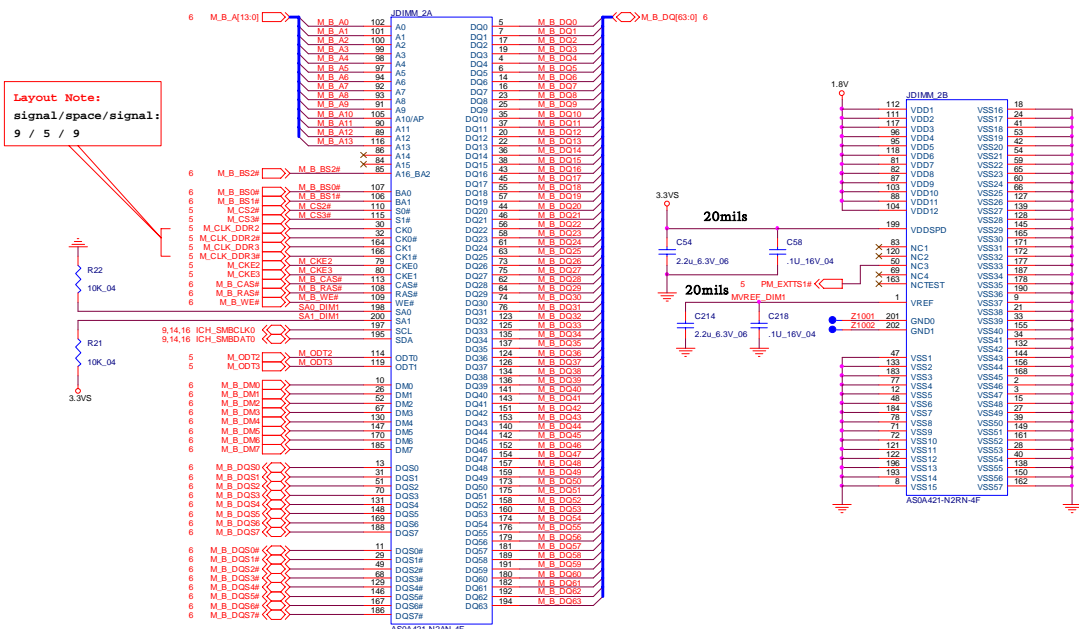 JDIMM_2A
6 M_B_A[13:0]
M_B_A0 102 A0
M_B_A1 101 A1
M_B_A2 100 A2
M_B_A3 99 A3
M_B_A4 98 A4
M_B_A5 97 A5
M_B_A6 94 A6
M_B_A7 92 A7
M_B_A8 93 A8
M_B_A9 91 A9
M_B_A10 105 A10/AP
M_B_A11 90 A11
M_B_A12 89 A12
M_B_A13 116 A13
86 A14
84 A15
6 M_B_BS2# M_B_BS2# 85 A16_BA2
6 M_B_BS0# M_B_BS0# 107 BA0
6 M_B_BS1# M_B_BS1# 106 BA1
5 M_CS2# M_CS2# 110 S0#
5 M_CS3# M_CS3# 115 S1#
5 M_CLK_DDR2 30 CK0
5 M_CLK_DDR2# 32 CK0#
5 M_CLK_DDR3 164 CK1
5 M_CLK_DDR3# 166 CK1#
5 M_CKE2 M_CKE2 79 CKE0
5 M_CKE3 M_CKE3 80 CKE1
6 M_B_CAS# M_B_CAS# 113 CAS#
6 M_B_RAS# M_B_RAS# 108 RAS#
6 M_B_WE# M_B_WE# 109 WE#
SA0_DIM1 198 SA0
SA1_DIM1 200 SA1
9,14,16 ICH_SMBCLK0 197 SCL
9,14,16 ICH_SMBDAT0 195 SDA
5 M_ODT2 M_ODT2 114 ODT0
5 M_ODT3 M_ODT3 119 ODT1
6 M_B_DM0 10 DM0
6 M_B_DM1 26 DM1
6 M_B_DM2 52 DM2
6 M_B_DM3 67 DM3
6 M_B_DM4 130 DM4
6 M_B_DM5 147 DM5
6 M_B_DM6 170 DM6
6 M_B_DM7 185 DM7
6 M_B_DQS0 13 DQS0
6 M_B_DQS1 31 DQS1
6 M_B_DQS2 51 DQS2
6 M_B_DQS3 70 DQS3
6 M_B_DQS4 131 DQS4
6 M_B_DQS5 148 DQS5
6 M_B_DQS6 169 DQS6
6 M_B_DQS7 188 DQS7
6 M_B_DQS0# 11 DQS0#
6 M_B_DQS1# 29 DQS1#
6 M_B_DQS2# 49 DQS2#
6 M_B_DQS3# 68 DQS3#
6 M_B_DQS4# 129 DQS4#
6 M_B_DQS5# 146 DQS5#
6 M_B_DQS6# 167 DQS6#
6 M_B_DQS7# 186 DQS7#
Layout Note:
signal/space/signal:
9 / 5 / 9
R22
10K_04
R21
10K_04
3.3VS
M_B_DQ[63:0] 6
DQ0 5 M_B_DQ0
DQ1 7 M_B_DQ1
DQ2 17 M_B_DQ2
DQ3 19 M_B_DQ3
DQ4 4 M_B_DQ4
DQ5 6 M_B_DQ5
DQ6 14 M_B_DQ6
DQ7 16 M_B_DQ7
DQ8 23 M_B_DQ8
DQ9 25 M_B_DQ9
DQ10 35 M_B_DQ10
DQ11 37 M_B_DQ11
DQ12 20 M_B_DQ12
DQ13 22 M_B_DQ13
DQ14 36 M_B_DQ14
DQ15 38 M_B_DQ15
DQ16 43 M_B_DQ16
DQ17 45 M_B_DQ17
DQ18 55 M_B_DQ18
DQ19 57 M_B_DQ19
DQ20 44 M_B_DQ20
DQ21 46 M_B_DQ21
DQ22 56 M_B_DQ22
DQ23 58 M_B_DQ23
DQ24 61 M_B_DQ24
DQ25 63 M_B_DQ25
DQ26 73 M_B_DQ26
DQ27 75 M_B_DQ27
DQ28 62 M_B_DQ28
DQ29 64 M_B_DQ29
DQ30 74 M_B_DQ30
DQ31 76 M_B_DQ31
DQ32 123 M_B_DQ32
DQ33 125 M_B_DQ33
DQ34 135 M_B_DQ34
DQ35 137 M_B_DQ35
DQ36 124 M_B_DQ36
DQ37 126 M_B_DQ37
DQ38 134 M_B_DQ38
DQ39 136 M_B_DQ39
DQ40 141 M_B_DQ40
DQ41 143 M_B_DQ41
DQ42 151 M_B_DQ42
DQ43 153 M_B_DQ43
DQ44 140 M_B_DQ44
DQ45 142 M_B_DQ45
DQ46 152 M_B_DQ46
DQ47 154 M_B_DQ47
DQ48 157 M_B_DQ48
DQ49 159 M_B_DQ49
DQ50 173 M_B_DQ50
DQ51 175 M_B_DQ51
DQ52 158 M_B_DQ52
DQ53 160 M_B_DQ53
DQ54 174 M_B_DQ54
DQ55 176 M_B_DQ55
DQ56 179 M_B_DQ56
DQ57 181 M_B_DQ57
DQ58 189 M_B_DQ58
DQ59 191 M_B_DQ59
DQ60 180 M_B_DQ60
DQ61 182 M_B_DQ61
DQ62 192 M_B_DQ62
DQ63 194 M_B_DQ63
AS0A421-N2AN-4F
1.8V
JDIMM_2B
112 VDD1
111 VDD2
117 VDD3
96 VDD4
95 VDD5
118 VDD6
81 VDD7
82 VDD8
87 VDD9
103 VDD10
88 VDD11
104 VDD12
3.3VS
20mils
199 VDDSPD
C54
2.2u_6.3V_06
C58
.1U_16V_04
83 NC1
120 NC2
5 PM_EXTTS1# 50 NC3
69 NC4
163 NCTEST
20mils
MVREF_DIM1 1 VREF
C214
2.2u_6.3V_06
C218
.1U_16V_04
Z1001 201 GND0
Z1002 202 GND1
47 VSS1
133 VSS2
183 VSS3
77 VSS4
12 VSS5
48 VSS6
184 VSS7
78 VSS8
71 VSS9
72 VSS10
121 VSS11
122 VSS12
196 VSS13
193 VSS14
8 VSS15
VSS16 18
VSS17 24
VSS18 41
VSS19 53
VSS20 42
VSS21 54
VSS22 59
VSS23 65
VSS24 60
VSS25 66
VSS26 127
VSS27 139
VSS28 128
VSS29 145
VSS30 165
VSS31 171
VSS32 172
VSS33 177
VSS34 187
VSS35 178
VSS36 190
VSS37 9
VSS38 21
VSS39 33
VSS40 155
VSS41 34
VSS42 132
VSS43 144
VSS44 156
VSS45 168
VSS46 2
VSS47 3
VSS48 15
VSS49 27
VSS50 39
VSS51 149
VSS52 161
VSS53 28
VSS54 40
VSS55 138
VSS56 150
VSS57 162
AS0A421-N2RN-4F